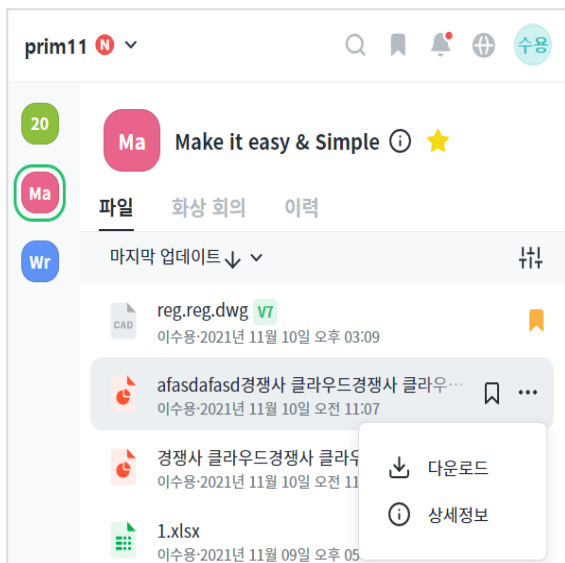 prim11 N
수용
20
Ma
Wr
Ma Make it easy & Simple
파일 화상 회의 이력
마지막 업데이트
CAD
reg.reg.dwg V7
이수용·2021년 11월 10일 오후 03:09
afasdafasd경쟁사 클라우드경쟁사 클라우…
이수용·2021년 11월 10일 오전 11:07
경쟁사 클라우드경쟁사 클라우
이수용·2021년 11월 10일 오전 11
다운로드
상세정보
1.xlsx
이수용·2021년 11월 09일 오후 05